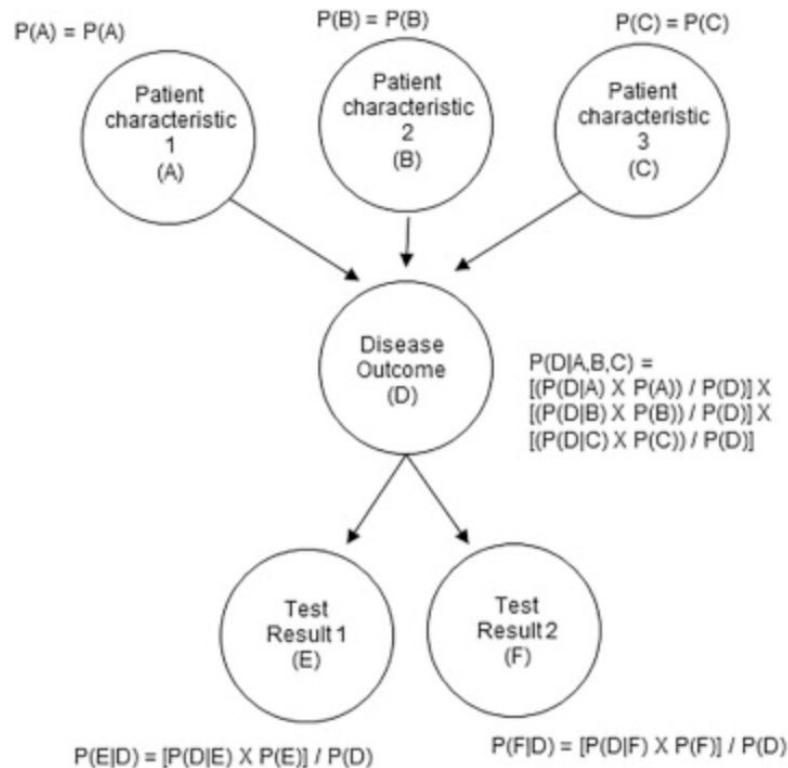 P(A) = P(A)
P(B) = P(B)
P(C) = P(C)
Patient
characteristic
1
(A)
Patient
characteristic
2
(B)
Patient
characteristic
3
(C)
Disease
Outcome
(D)
P(D|A,B,C) =
[(P(D|A) X P(A)) / P(D)] X
[(P(D|B) X P(B)) / P(D)] X
[(P(D|C) X P(C)) / P(D)]
Test
Result 1
(E)
Test
Result 2
(F)
P(E|D) = [P(D|E) X P(E)] / P(D)
P(F|D) = [P(D|F) X P(F)] / P(D)